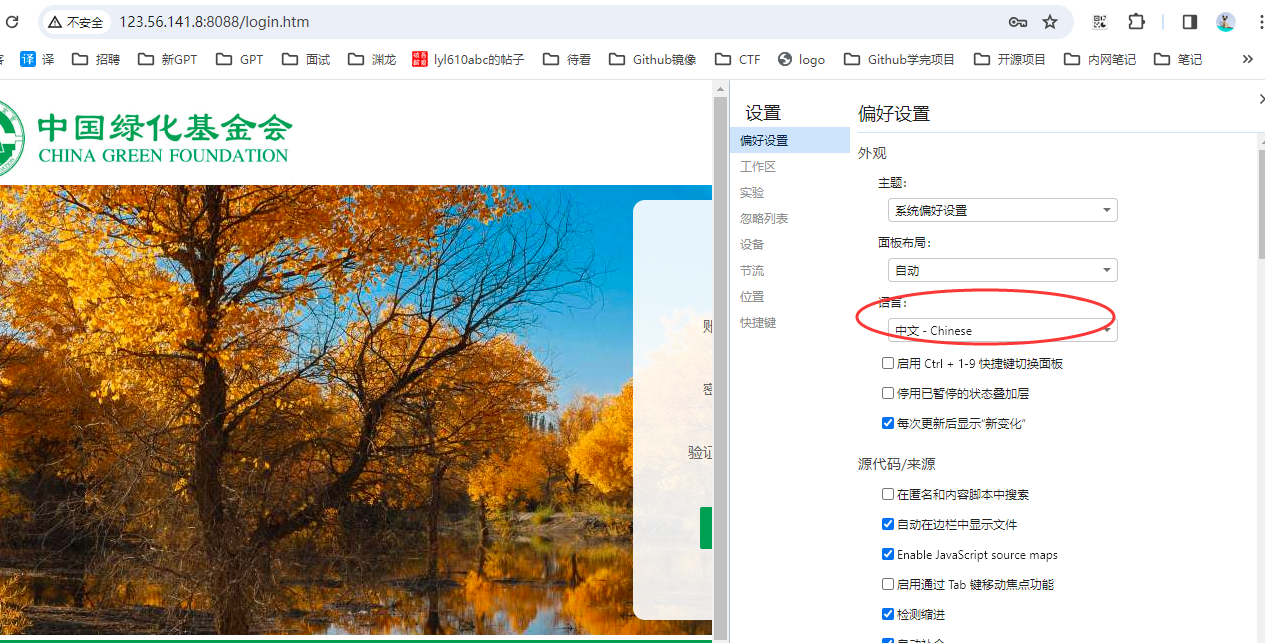 不安全 123.56.141.8:8088/login.htm
译 译 招聘 新GPT GPT 面试 渊龙 lyl610abc的帖子 待看 Github镜像 CTF logo Github学完项目 开源项目 内网笔记 笔记 »
中国绿化基金会
CHINA GREEN FOUNDATION
验证
设置
偏好设置
工作区
实验
忽略列表
设备
节流
位置
快捷键
偏好设置
外观
主题:
系统偏好设置
面板布局:
自动
语言:
中文 - Chinese
启用 Ctrl + 1-9 快捷键切换面板
停用已暂停的状态叠加层
每次更新后显示“新变化”
源代码/来源
在匿名和内容脚本中搜索
自动在边栏中显示文件
Enable JavaScript source maps
启用通过 Tab 键移动焦点功能
检测缩进